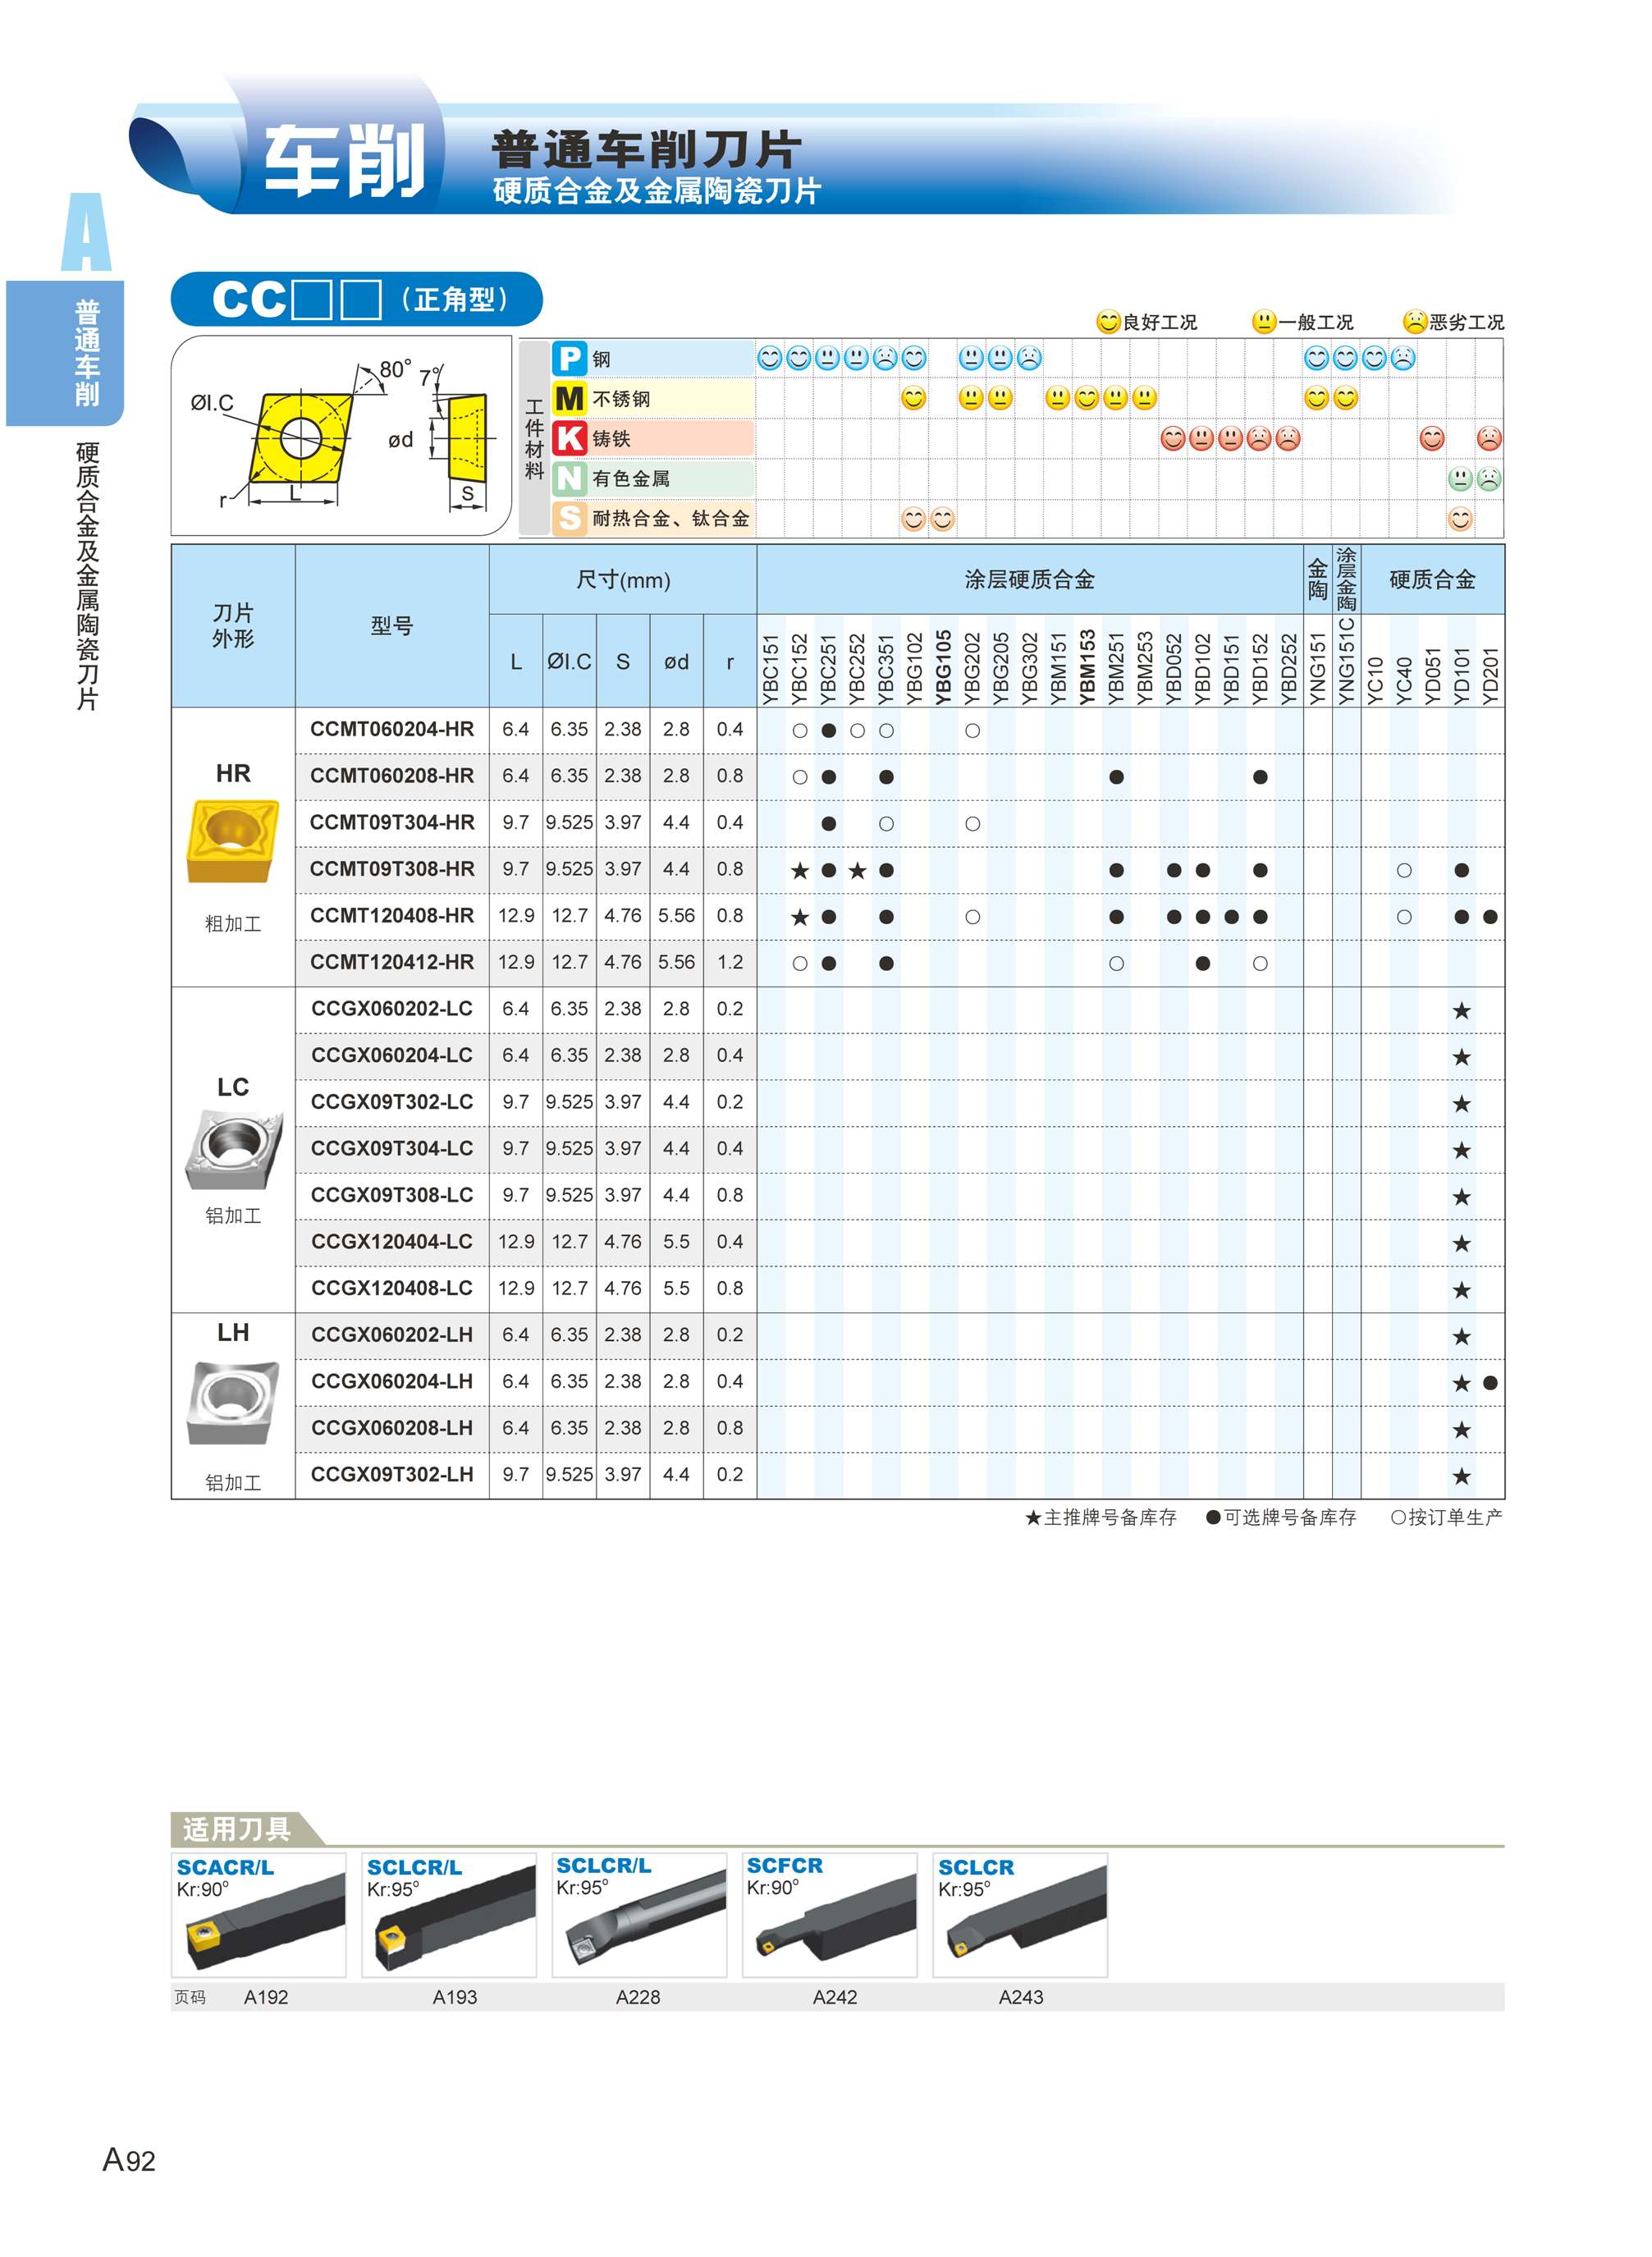 车削
普通车削刀片
硬质合金及金属陶瓷刀片
A
普通车削
硬质合金及金属陶瓷刀片
CC□□（正角型）
良好工况 一般工况 恶劣工况
80° 7°
ØI.C
ød
r L S
工件材料
P 钢
M 不锈钢
K 铸铁
N 有色金属
S 耐热合金、钛合金
刀片外形 型号 尺寸(mm) 涂层硬质合金 金陶 涂层金陶 硬质合金
L ØI.C S ød r YBC151 YBC152 YBC251 YBC252 YBC351 YBG102 YBG105 YBG202 YBG205 YBG302 YBM151 YBM153 YBM251 YBM253 YBD052 YBD102 YBD151 YBD152 YBD252 YNG151 YNG151C YC10 YC40 YD051 YD101 YD201
HR
粗加工
CCMT060204-HR 6.4 6.35 2.38 2.8 0.4 ○ ● ○ ○ ○
CCMT060208-HR 6.4 6.35 2.38 2.8 0.8 ○ ● ● ● ●
CCMT09T304-HR 9.7 9.525 3.97 4.4 0.4 ● ○ ○
CCMT09T308-HR 9.7 9.525 3.97 4.4 0.8 ★ ● ★ ● ● ● ● ● ○ ●
CCMT120408-HR 12.9 12.7 4.76 5.56 0.8 ★ ● ● ○ ● ● ● ● ● ○ ● ●
CCMT120412-HR 12.9 12.7 4.76 5.56 1.2 ○ ● ● ○ ● ○
LC
铝加工
CCGX060202-LC 6.4 6.35 2.38 2.8 0.2 ★
CCGX060204-LC 6.4 6.35 2.38 2.8 0.4 ★
CCGX09T302-LC 9.7 9.525 3.97 4.4 0.2 ★
CCGX09T304-LC 9.7 9.525 3.97 4.4 0.4 ★
CCGX09T308-LC 9.7 9.525 3.97 4.4 0.8 ★
CCGX120404-LC 12.9 12.7 4.76 5.5 0.4 ★
CCGX120408-LC 12.9 12.7 4.76 5.5 0.8 ★
LH
铝加工
CCGX060202-LH 6.4 6.35 2.38 2.8 0.2 ★
CCGX060204-LH 6.4 6.35 2.38 2.8 0.4 ★ ●
CCGX060208-LH 6.4 6.35 2.38 2.8 0.8 ★
CCGX09T302-LH 9.7 9.525 3.97 4.4 0.2 ★
★主推牌号备库存 ●可选牌号备库存 ○按订单生产
适用刀具
SCACR/L SCLCR/L SCLCR/L SCFCR SCLCR
Kr:90° Kr:95° Kr:95° Kr:90° Kr:95°
页码 A192 A193 A228 A242 A243
A92